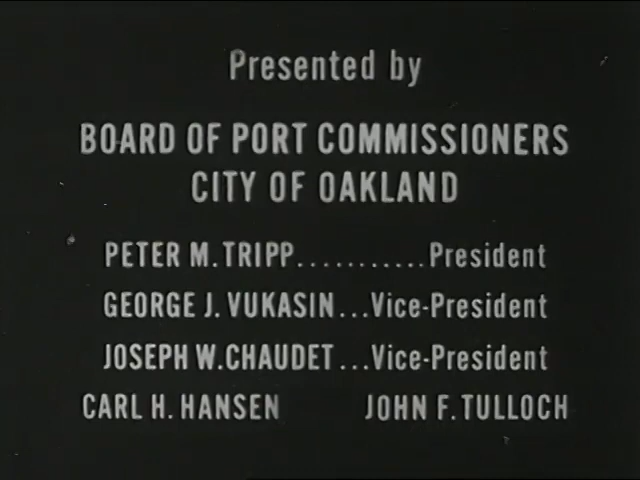 Presented by
BOARD OF PORT COMMISSIONERS
CITY OF OAKLAND
PETER M. TRIPP...........President
GEORGE J. VUKASIN...Vice-President
JOSEPH W. CHAUDET...Vice-President
CARL H. HANSEN JOHN F. TULLOCH